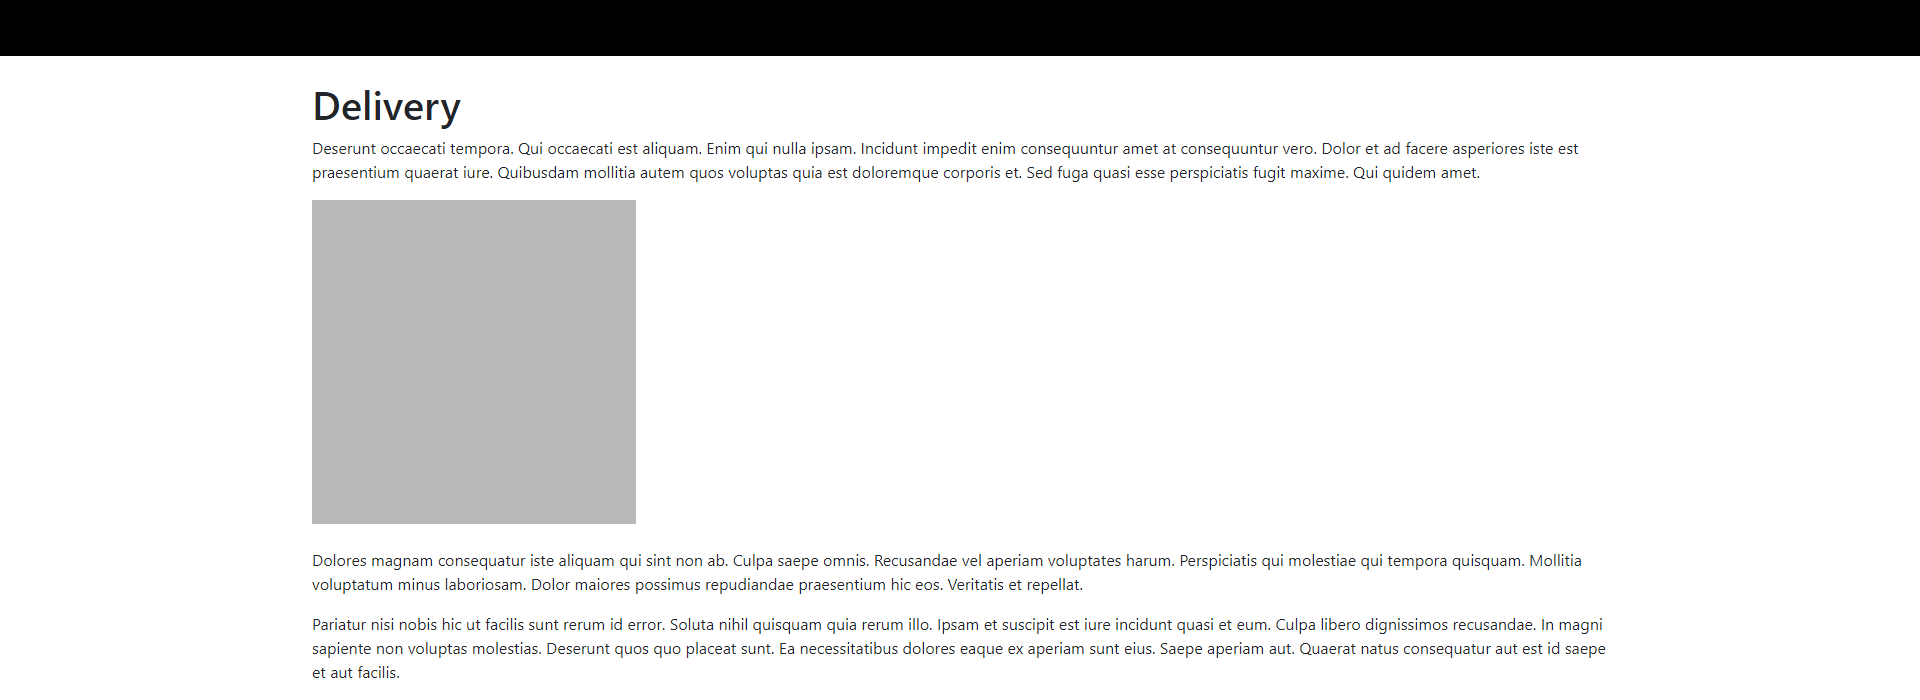 Delivery
Deserunt occaecati tempora. Qui occaecati est aliquam. Enim qui nulla ipsam. Incidunt impedit enim consequuntur amet at consequuntur vero. Dolor et ad facere asperiores iste est
praesentium quaerat iure. Quibusdam mollitia autem quos voluptas quia est doloremque corporis et. Sed fuga quasi esse perspiciatis fugit maxime. Qui quidem amet.
Dolores magnam consequatur iste aliquam qui sint non ab. Culpa saepe omnis. Recusandae vel aperiam voluptates harum. Perspiciatis qui molestiae qui tempora quisquam. Mollitia
voluptatum minus laboriosam. Dolor maiores possimus repudiandae praesentium hic eos. Veritatis et repellat.
Pariatur nisi nobis hic ut facilis sunt rerum id error. Soluta nihil quisquam quia rerum illo. Ipsam et suscipit est iure incidunt quasi et eum. Culpa libero dignissimos recusandae. In magni
sapiente non voluptas molestias. Deserunt quos quo placeat sunt. Ea necessitatibus dolores eaque ex aperiam sunt eius. Saepe aperiam aut. Quaerat natus consequatur aut est id saepe
et aut facilis.